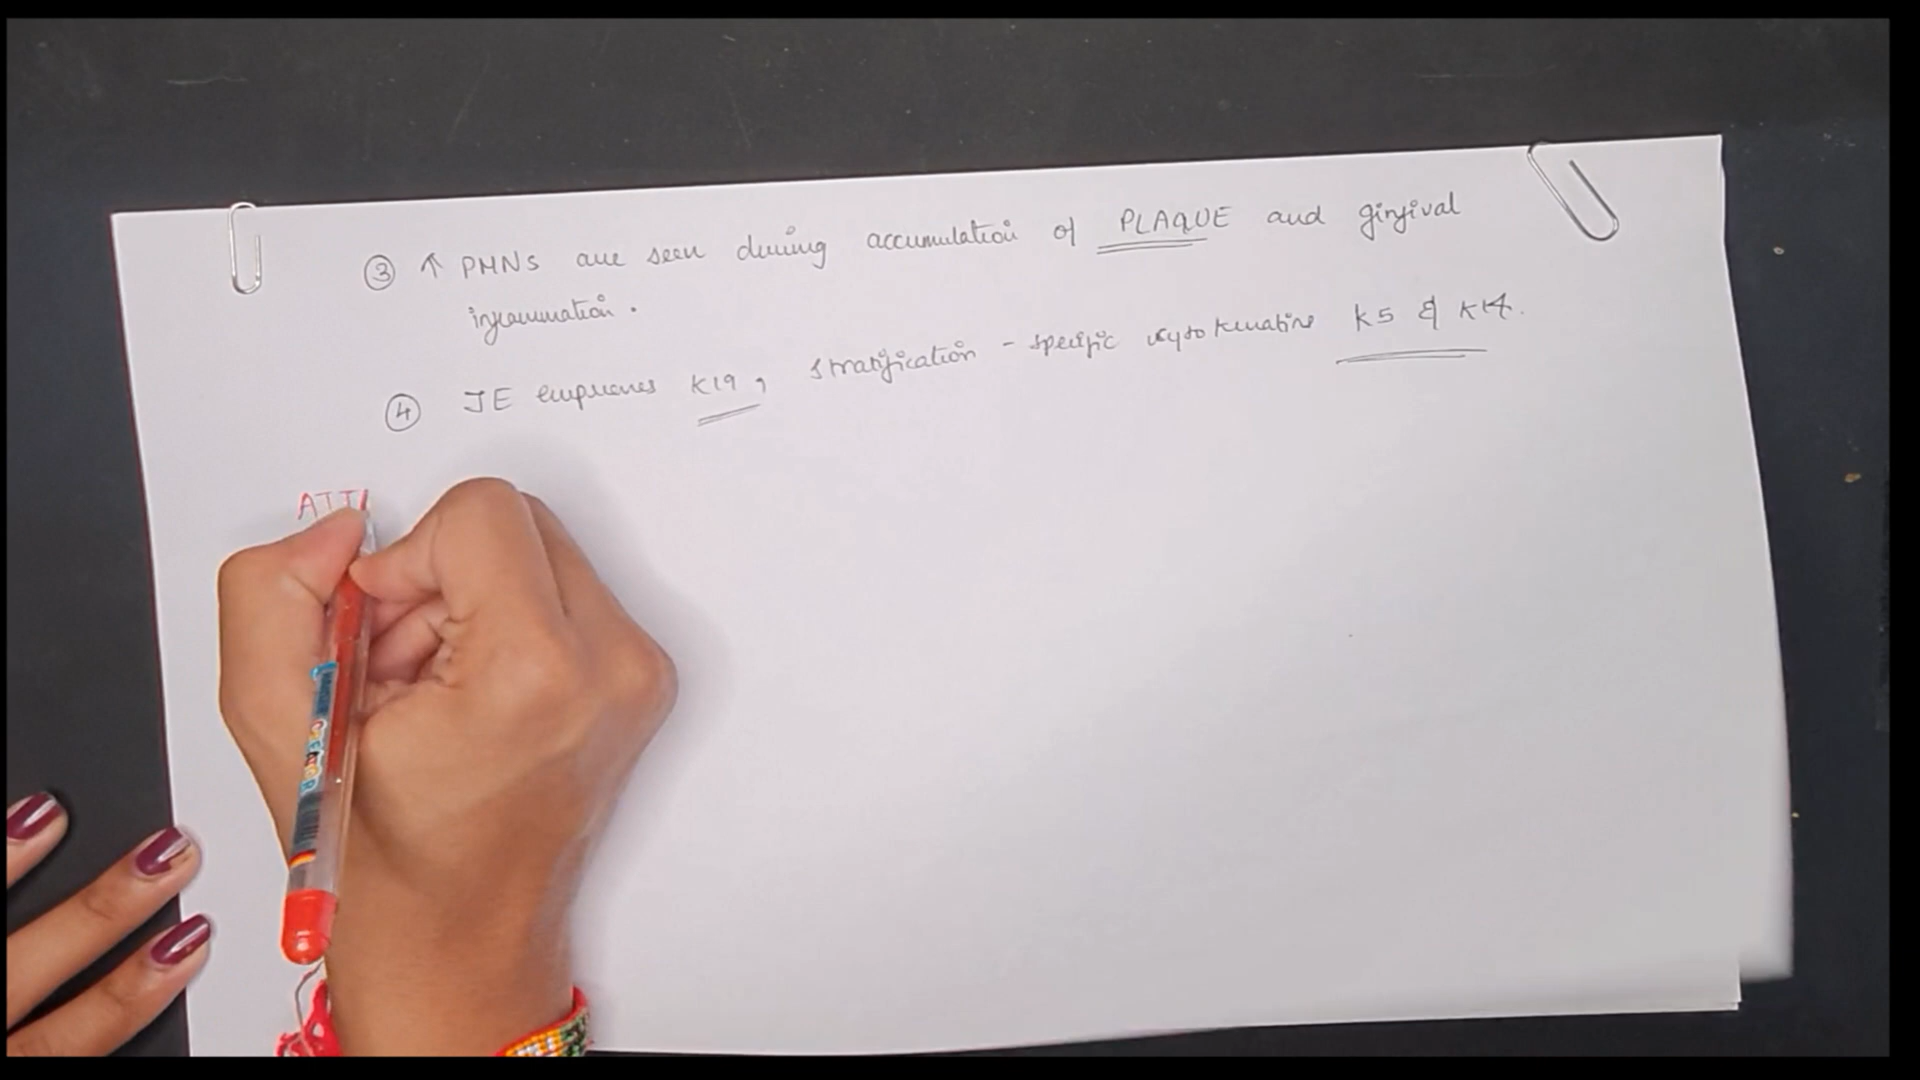 ③ ↑ PMNs are seen during accumulation of PLAQUE and gingival
inflammation.
④ JE expresses K19, stratification - specific cytokeratins K5 & K14.
ATT